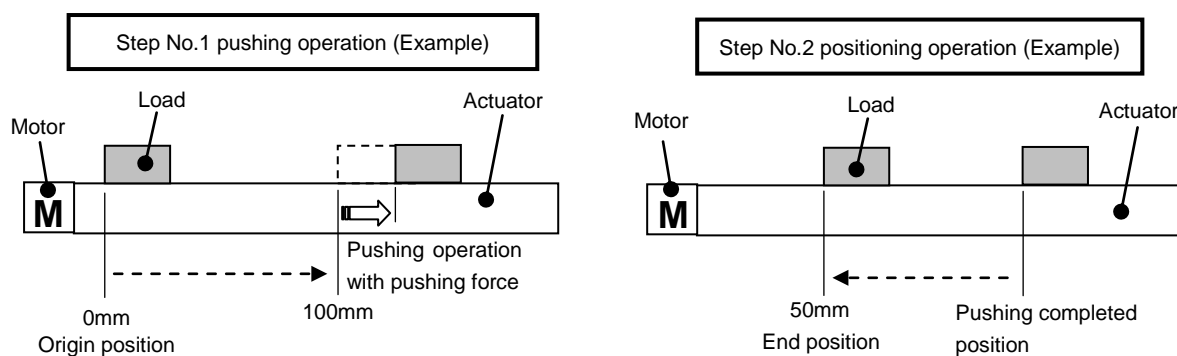 Step No.1 pushing operation (Example)
Load
Actuator
Motor
M
Pushing operation
with pushing force
0mm
100mm
Origin position
Step No.2 positioning operation (Example)
Load
Actuator
Motor
M
50mm
End position
Pushing completed
position